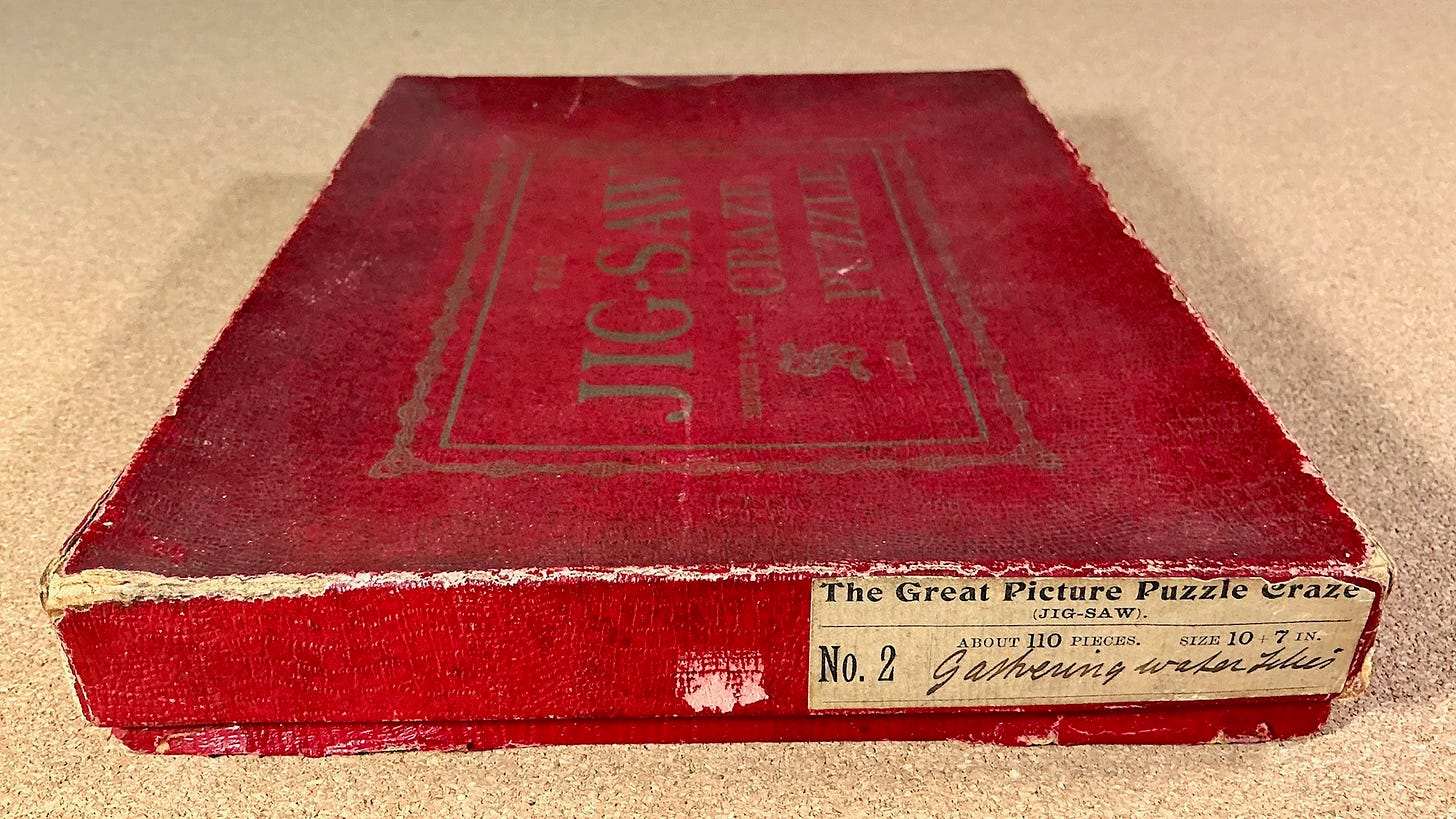 THE
JIG-SAW
CRAZE
PUZZLE
The Great Picture Puzzle Craze
(JIG-SAW).
ABOUT 110 PIECES. SIZE 10 + 7 IN.
No. 2 Gathering water lilies